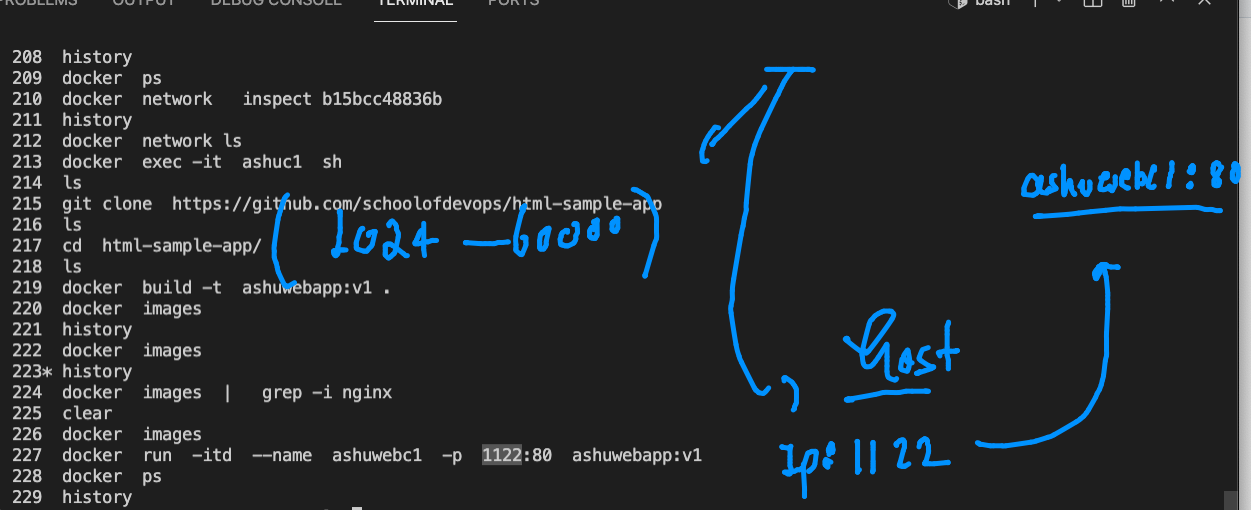 PROBLEMS OUTPUT DEBUG CONSOLE TERMINAL PORTS bash
208 history
209 docker ps
210 docker network inspect b15bcc48836b
211 history
212 docker network ls
213 docker exec -it ashuc1 sh
214 ls
215 git clone https://github.com/schoolofdevops/html-sample-app
216 ls
217 cd html-sample-app/
218 ls
219 docker build -t ashuwebapp:v1 .
220 docker images
221 history
222 docker images
223* history
224 docker images | grep -i nginx
225 clear
226 docker images
227 docker run -itd --name ashuwebc1 -p 1122:80 ashuwebapp:v1
228 docker ps
229 history
(1024 — 60000)
ashuwebc1:80
host
Ip:1122